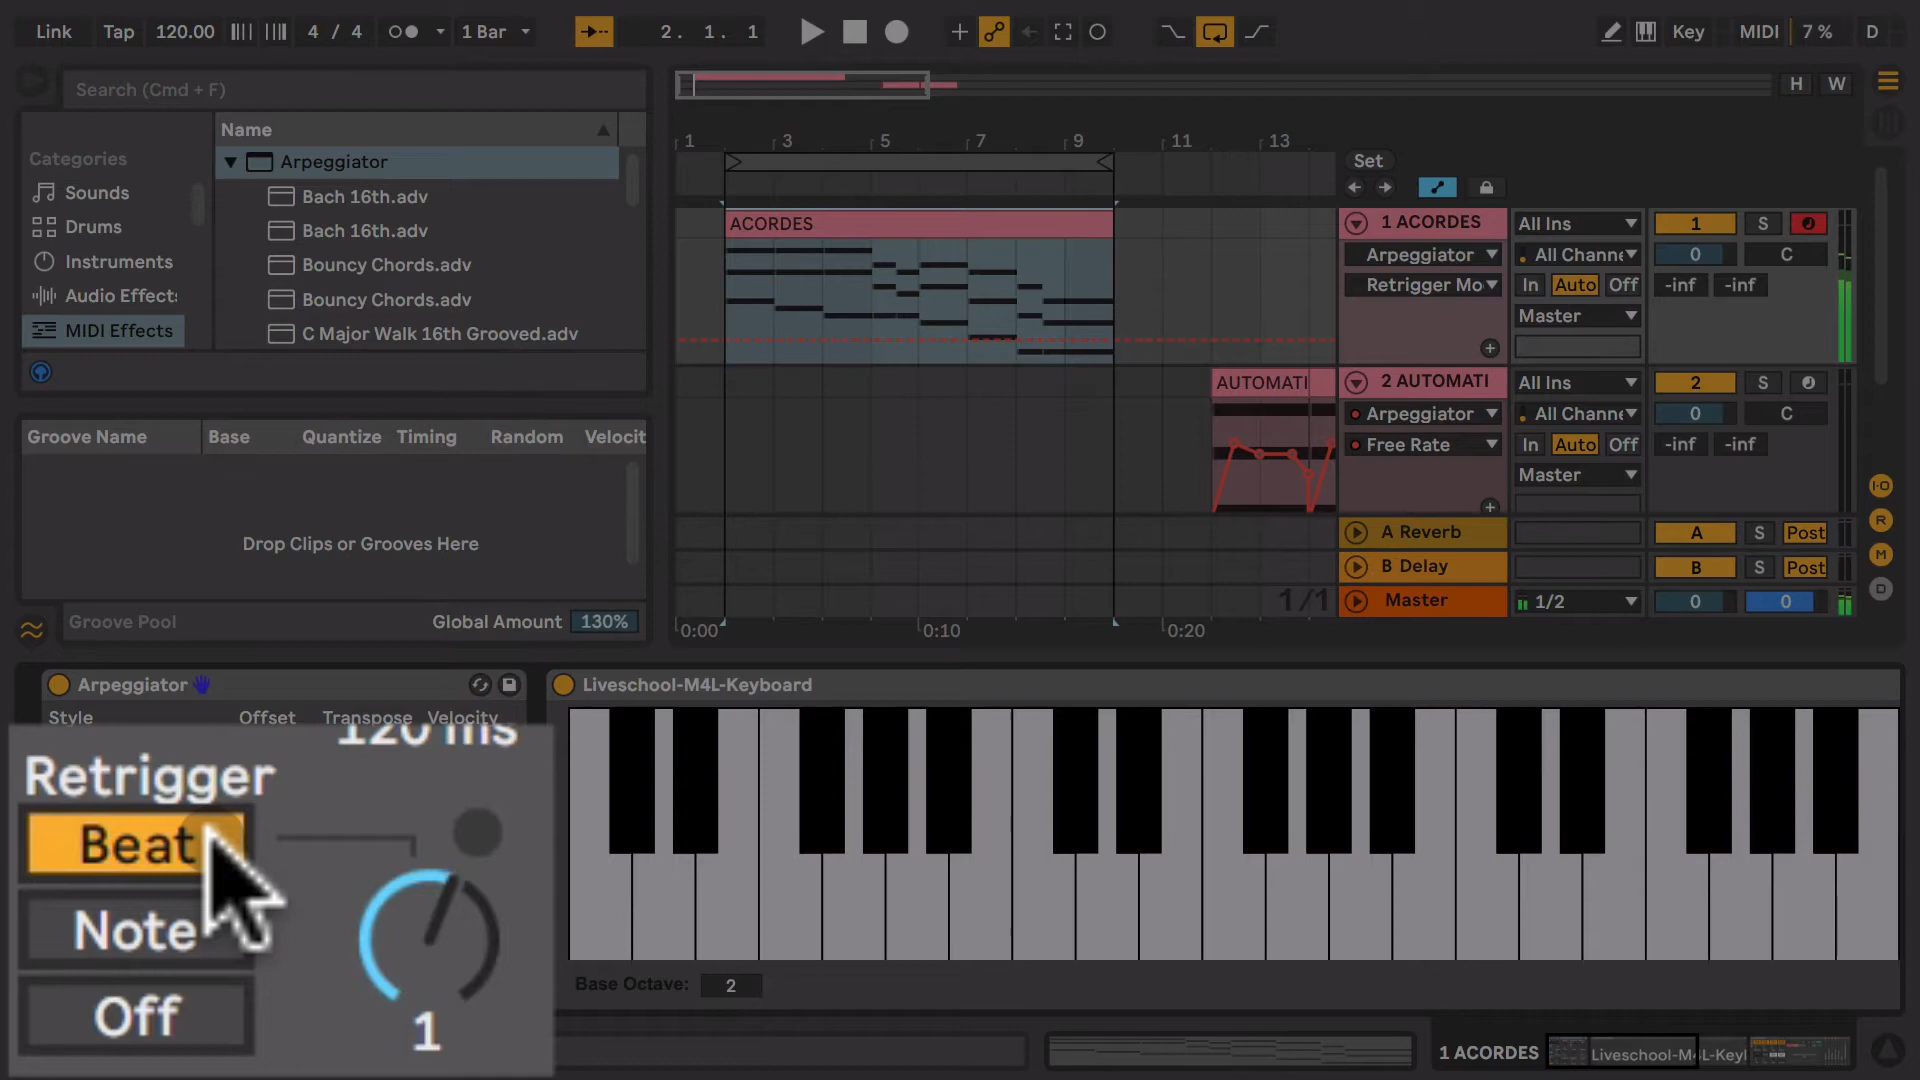 Link Tap 120.00 4 / 4 1 Bar 2. 1. 1 Key MIDI 7 % D
Search (Cmd + F)
H W
Categories
Sounds
Drums
Instruments
Audio Effects
MIDI Effects
Name
Arpeggiator
Bach 16th.adv
Bach 16th.adv
Bouncy Chords.adv
Bouncy Chords.adv
C Major Walk 16th Grooved.adv
1 3 5 7 9 11 13
Set
ACORDES
1 ACORDES
Arpeggiator
Retrigger Mo
All Ins
All Channe
In Auto Off
Master
1 S
0 C
-inf -inf
AUTOMATI
2 AUTOMATI
Arpeggiator
Free Rate
All Ins
All Channe
In Auto Off
Master
2 S
0 C
-inf -inf
A Reverb A S Post
B Delay B S Post
1/1 Master 1/2 0 0
0:00 0:10 0:20
I·O
R
M
D
Groove Name Base Quantize Timing Random Velocit
Drop Clips or Grooves Here
Groove Pool Global Amount 130%
Arpeggiator
Style Offset Transpose Velocity
120 ms
Retrigger
Beat
Note
Off
1
Liveschool-M4L-Keyboard
Base Octave: 2
1 ACORDES Liveschool-M4L-Keyl